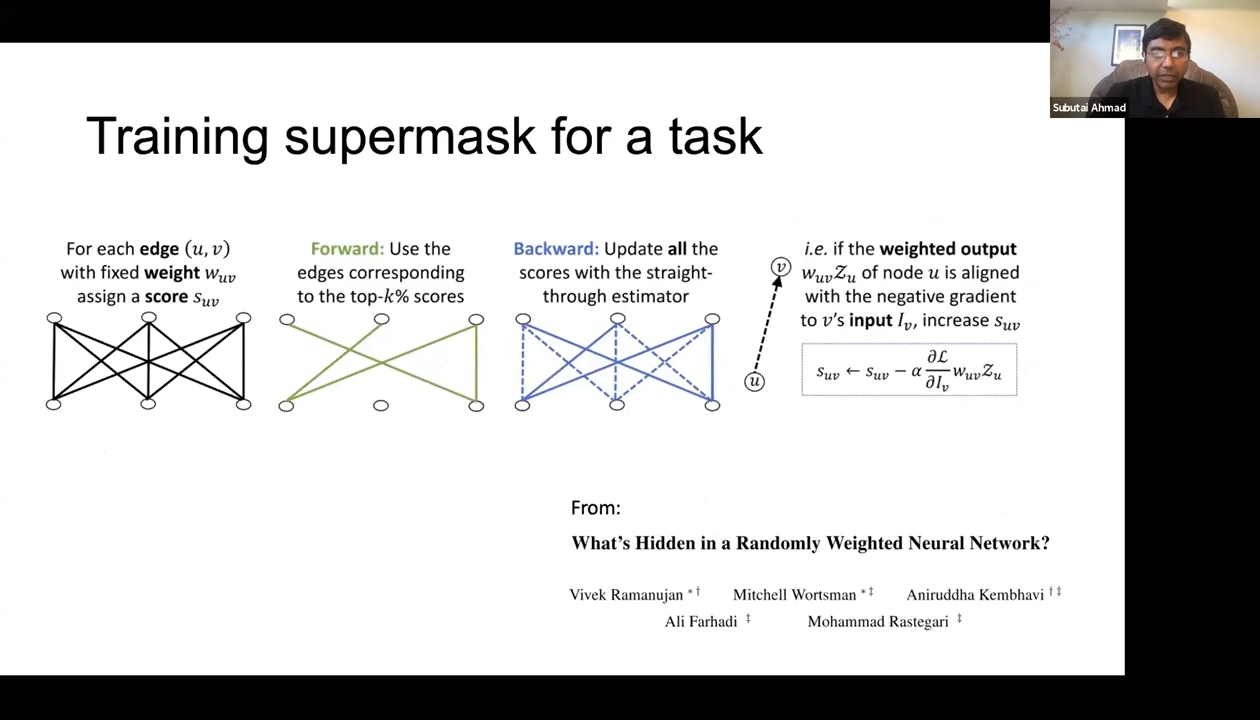 Subutai Ahmad
Training supermask for a task
For each edge (u, v)
with fixed weight w_uv
assign a score s_uv
Forward: Use the
edges corresponding
to the top-k% scores
Backward: Update all the
scores with the straight-
through estimator
v
u
i.e. if the weighted output
w_uv Z_u of node u is aligned
with the negative gradient
to v's input I_v, increase s_uv
s_uv ← s_uv − α ∂ℒ/∂I_v w_uv Z_u
From:
What's Hidden in a Randomly Weighted Neural Network?
Vivek Ramanujan *† Mitchell Wortsman *‡ Aniruddha Kembhavi †‡
Ali Farhadi ‡ Mohammad Rastegari ‡